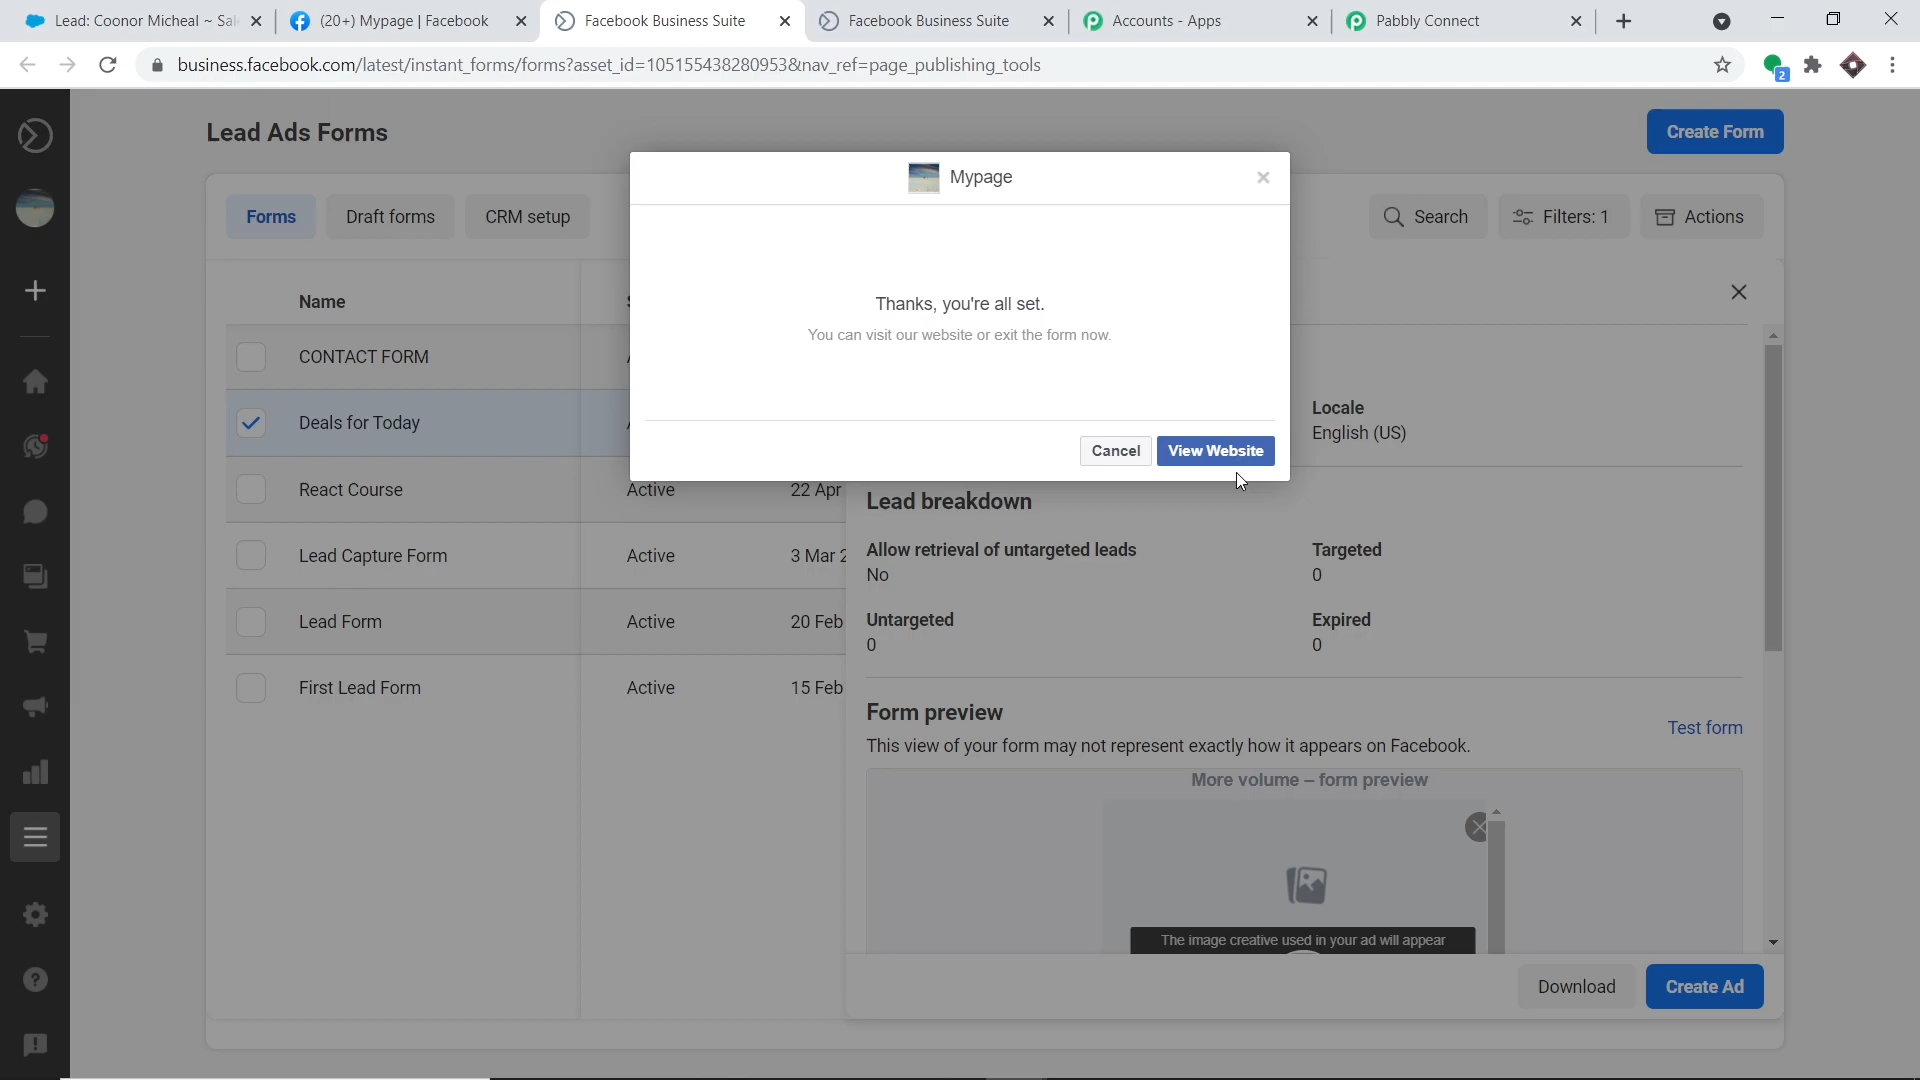 Lead: Coonor Micheal ~ Sal
(20+) Mypage | Facebook
Facebook Business Suite
Facebook Business Suite
Accounts - Apps
Pabbly Connect
business.facebook.com/latest/instant_forms/forms?asset_id=105155438280953&nav_ref=page_publishing_tools
2
Lead Ads Forms
Create Form
Mypage
Forms
Draft forms
CRM setup
Search
Filters: 1
Actions
Thanks, you're all set.
You can visit our website or exit the form now.
Cancel
View Website
Name
CONTACT FORM
Deals for Today
React Course
Active
22 Apr
Lead Capture Form
Active
3 Mar 2
Lead Form
Active
20 Feb
First Lead Form
Active
15 Feb
Locale
English (US)
Lead breakdown
Allow retrieval of untargeted leads
No
Targeted
0
Untargeted
0
Expired
0
Form preview
Test form
This view of your form may not represent exactly how it appears on Facebook.
More volume – form preview
The image creative used in your ad will appear
Download
Create Ad